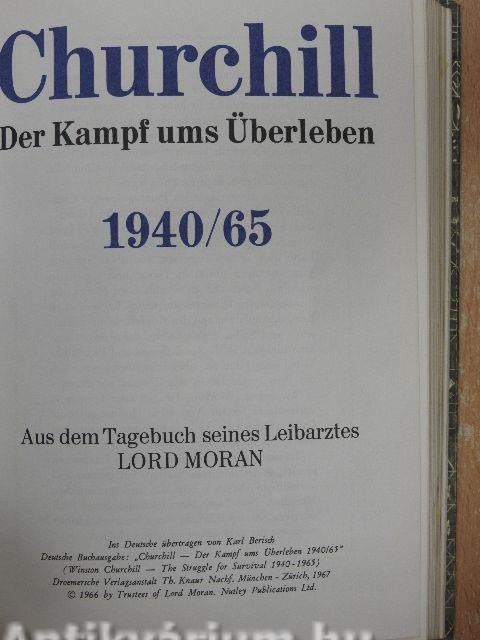 Churchill
Der Kampf ums Überleben
1940/65
Aus dem Tagebuch seines Leibarztes
LORD MORAN
Ins Deutsche übertragen von Karl Berisch
Deutsche Buchausgabe: „Churchill — Der Kampf ums Überleben 1940/65"
(Winston Churchill — The Struggle for Survival 1940-1965)
Droemersche Verlagsanstalt Th. Knaur Nachf. München - Zürich, 1967
© 1966 by Trustees of Lord Moran. Nutley Publications Ltd.
Antikvárium.hu